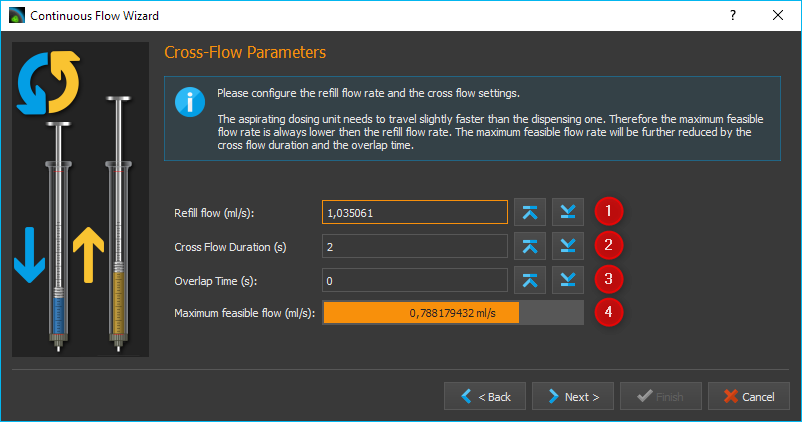 Continuous Flow Wizard
?
Cross-Flow Parameters
i
Please configure the refill flow rate and the cross flow settings.
The aspirating dosing unit needs to travel slightly faster than the dispensing one. Therefore the maximum feasible
flow rate is always lower then the refill flow rate. The maximum feasible flow rate will be further reduced by the
cross flow duration and the overlap time.
Refill flow (ml/s): 1,035061 1
Cross Flow Duration (s) 2 2
Overlap Time (s): 0 3
Maximum feasible flow (ml/s): 0,788179432 ml/s 4
< Back Next > Finish Cancel